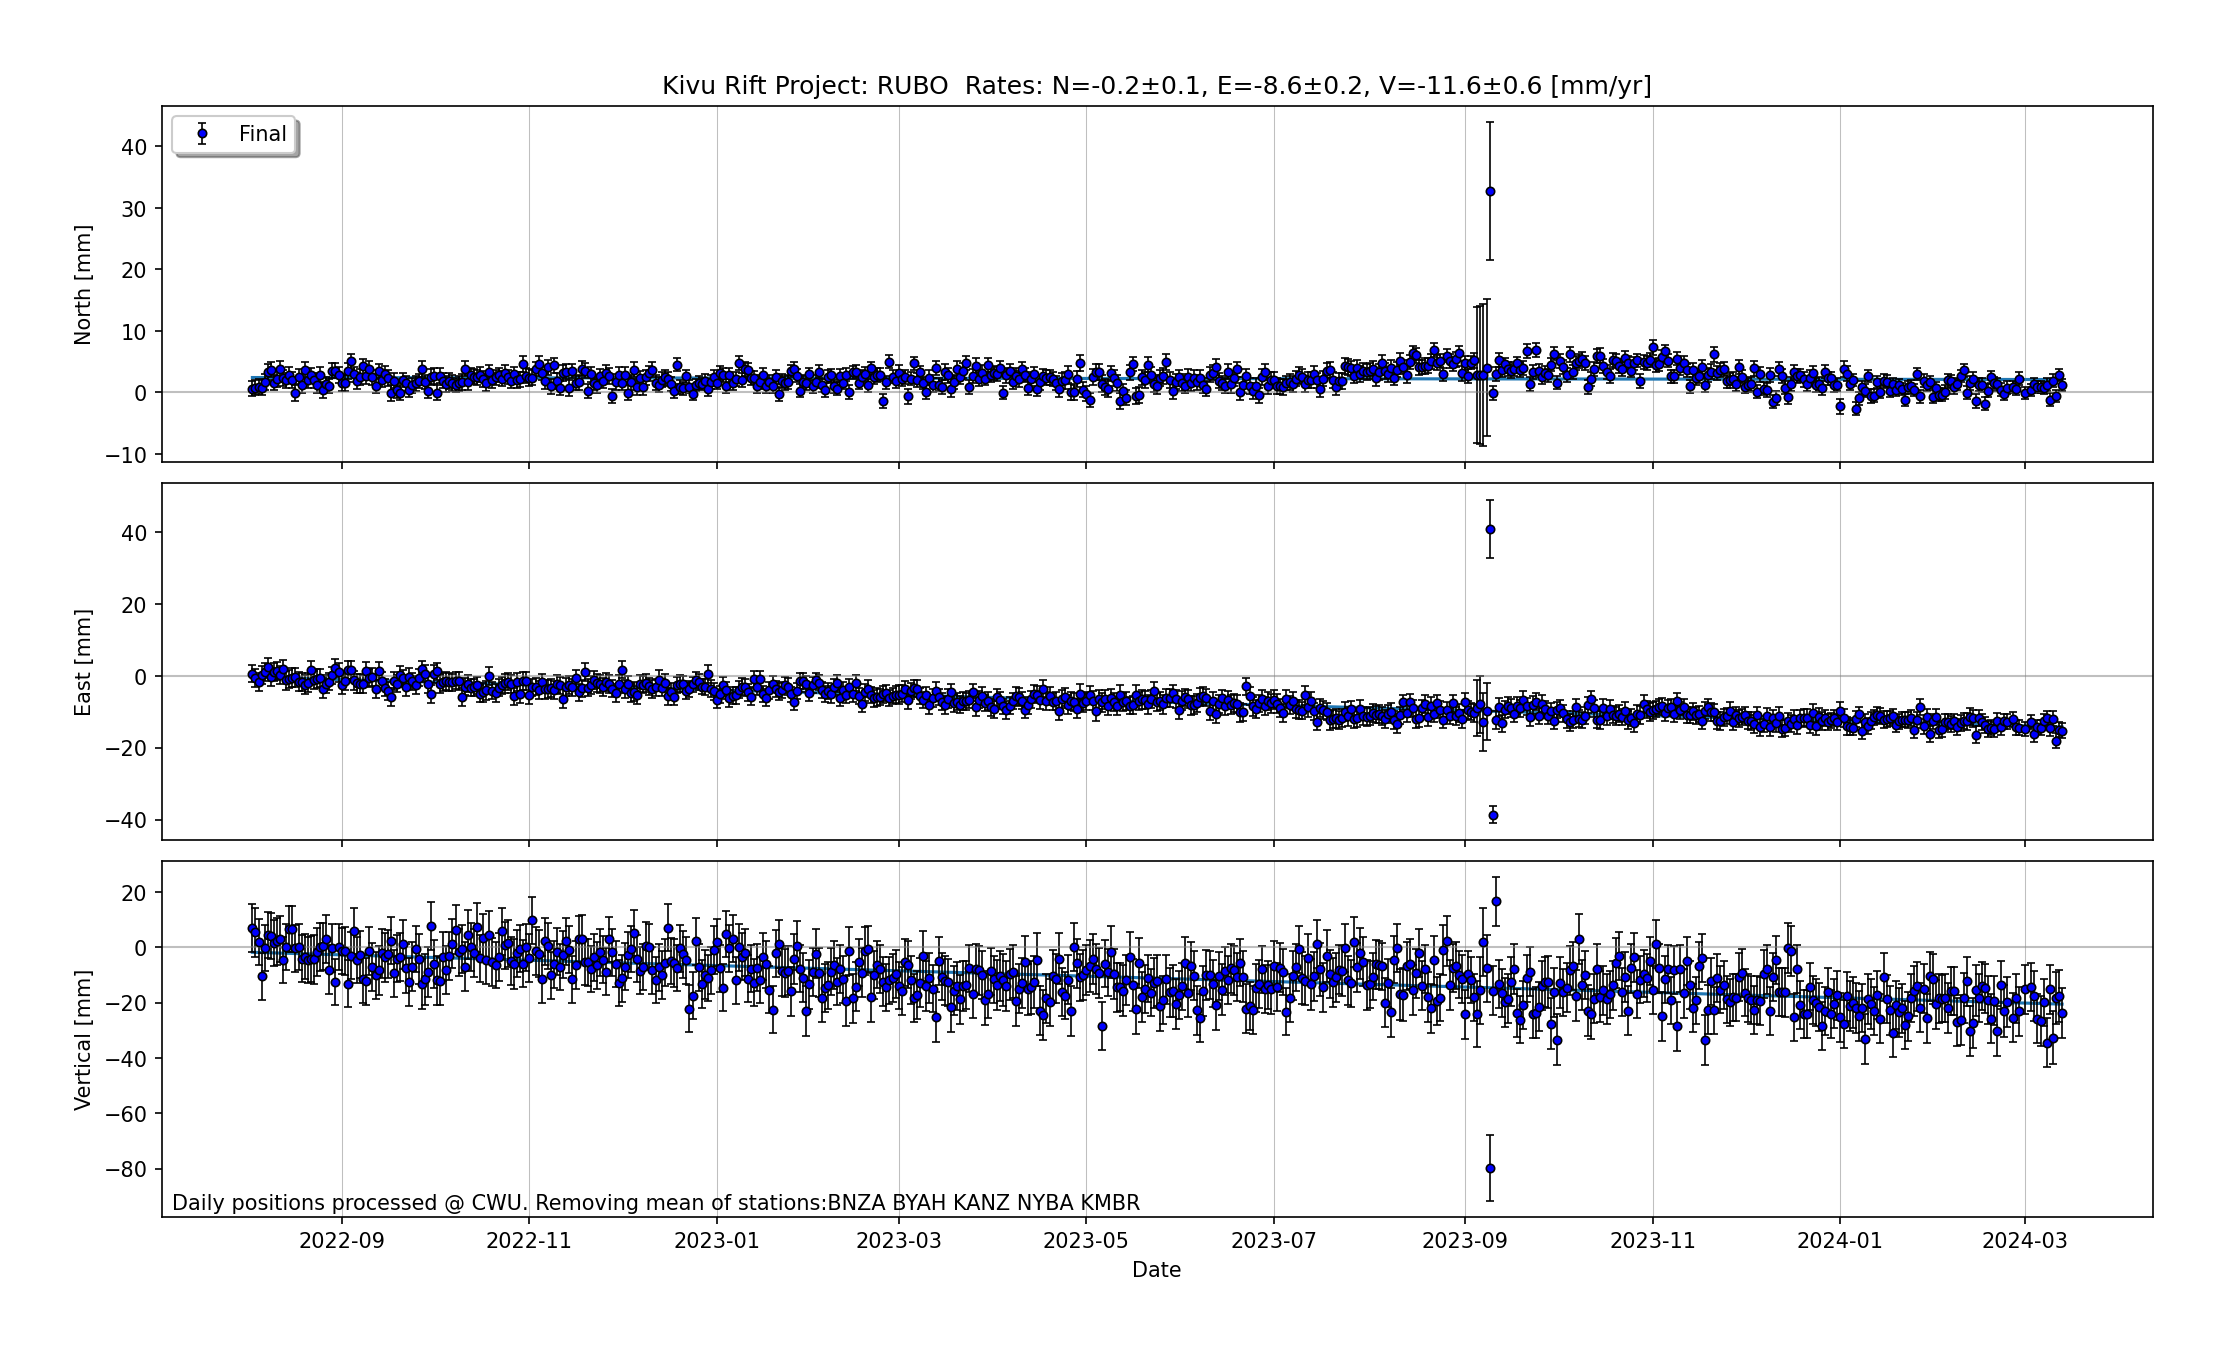 Kivu Rift Project: RUBO  Rates: N=-0.2±0.1, E=-8.6±0.2, V=-11.6±0.6 [mm/yr]
Final
40
30
20
10
0
−10
North [mm]
40
20
0
−20
−40
East [mm]
20
0
−20
−40
−60
−80
Vertical [mm]
Daily positions processed @ CWU. Removing mean of stations:BNZA BYAH KANZ NYBA KMBR
2022-09 2022-11 2023-01 2023-03 2023-05 2023-07 2023-09 2023-11 2024-01 2024-03
Date